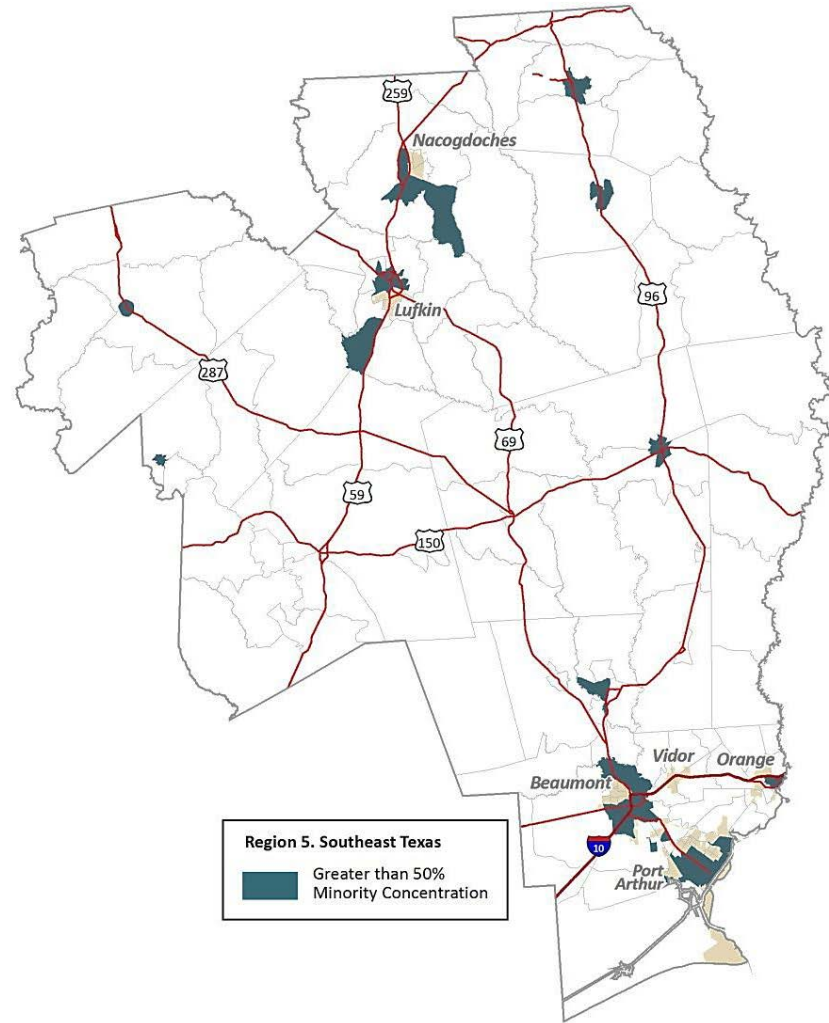 259
Nacogdoches
Lufkin
96
287
69
59
150
Vidor
Orange
Beaumont
Region 5. Southeast Texas
Greater than 50%
Minority Concentration
10
Port
Arthur